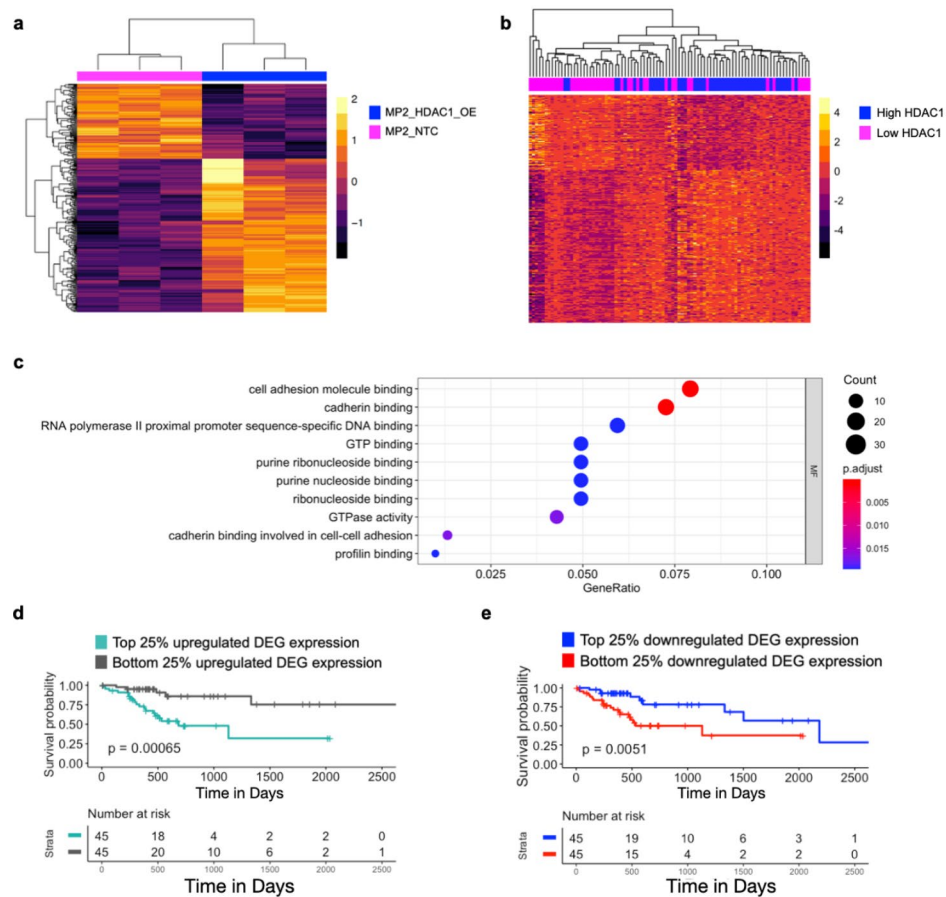 a
2
1
0
−1
MP2_HDAC1_OE
MP2_NTC
b
4
2
0
-2
-4
High HDAC1
Low HDAC1
c
cell adhesion molecule binding
cadherin binding
RNA polymerase II proximal promoter sequence-specific DNA binding
GTP binding
purine ribonucleoside binding
purine nucleoside binding
ribonucleoside binding
GTPase activity
cadherin binding involved in cell-cell adhesion
profilin binding
0.025 0.050 0.075 0.100
GeneRatio
MF
Count
10
20
30
p.adjust
0.005
0.010
0.015
d
Top 25% upregulated DEG expression
Bottom 25% upregulated DEG expression
Survival probability
1.00
0.75
0.50
0.25
0.00
p = 0.00065
0 500 1000 1500 2000 2500
Time in Days
Number at risk
Strata
45 18 4 2 2 0
45 20 10 6 2 1
0 500 1000 1500 2000 2500
Time in Days
e
Top 25% downregulated DEG expression
Bottom 25% downregulated DEG expression
Survival probability
1.00
0.75
0.50
0.25
0.00
p = 0.0051
0 500 1000 1500 2000 2500
Time in Days
Number at risk
Strata
45 19 10 6 3 1
45 15 4 2 2 0
0 500 1000 1500 2000 2500
Time in Days